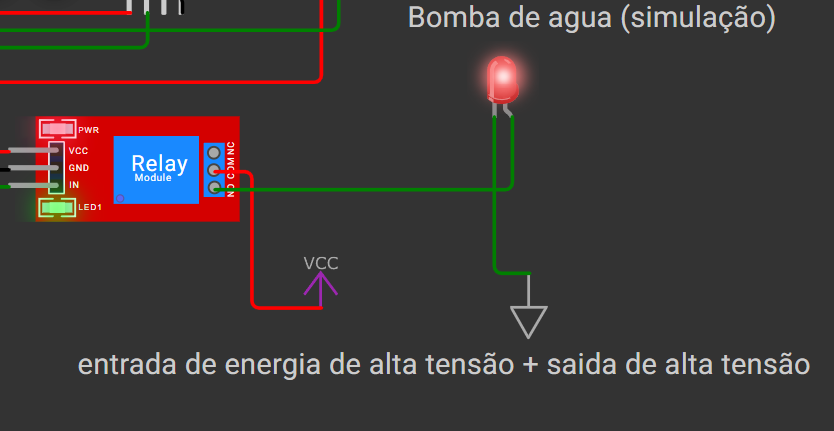 Bomba de agua (simulação)
PWR
VCC
GND
IN
LED1
Relay
Module
NO COM NC
VCC
entrada de energia de alta tensão + saida de alta tensão